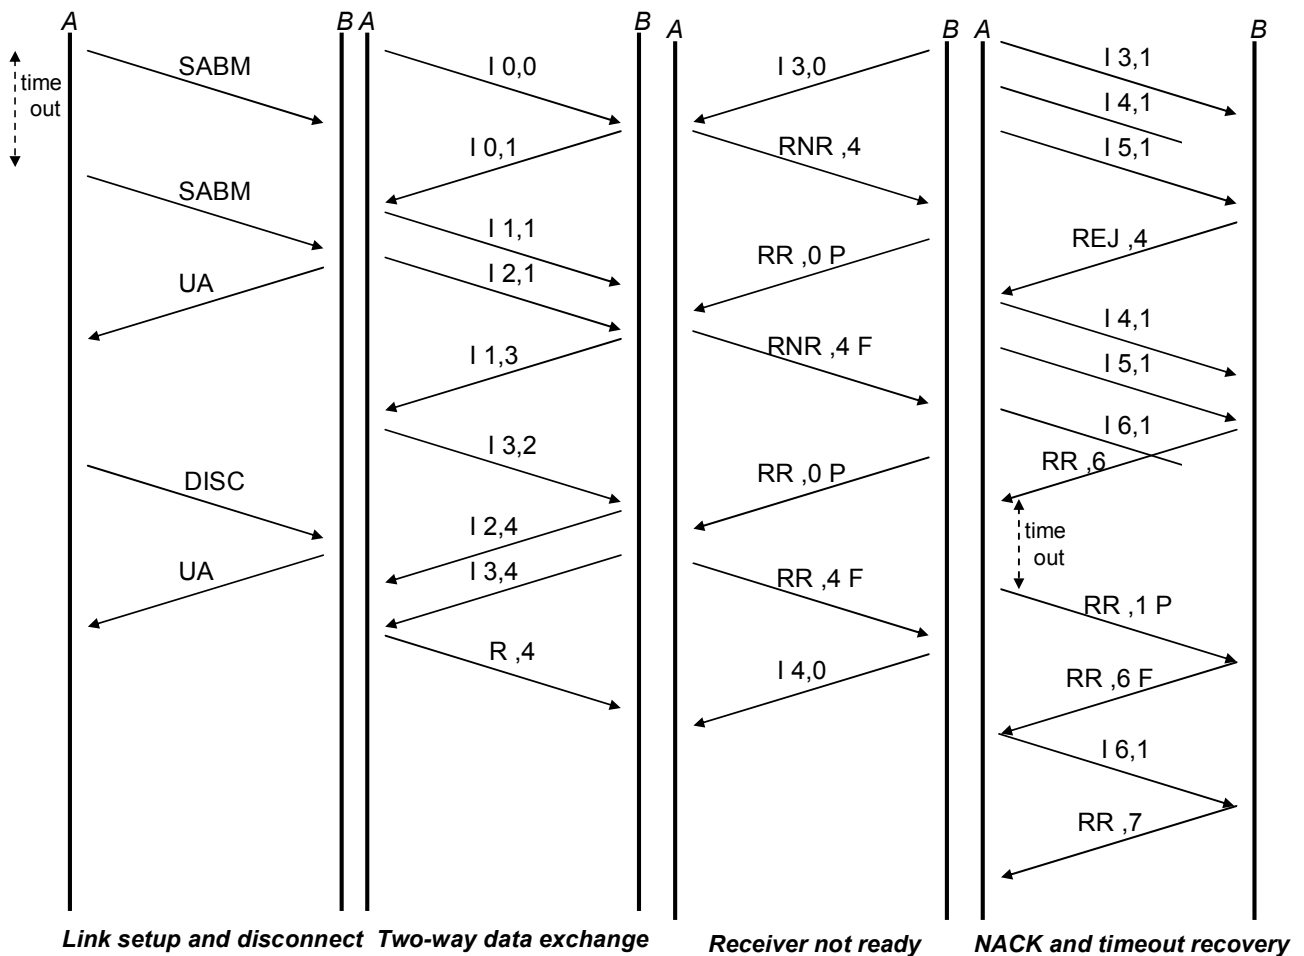 A
B
SABM
time
out
SABM
UA
DISC
UA
Link setup and disconnect
A
B
I 0,0
I 0,1
I 1,1
I 2,1
I 1,3
I 3,2
I 2,4
I 3,4
R ,4
Two-way data exchange
A
B
I 3,0
RNR ,4
RR ,0 P
RNR ,4 F
RR ,0 P
RR ,4 F
I 4,0
Receiver not ready
A
B
I 3,1
I 4,1
I 5,1
REJ ,4
I 4,1
I 5,1
I 6,1
RR ,6
time
out
RR ,1 P
RR ,6 F
I 6,1
RR ,7
NACK and timeout recovery